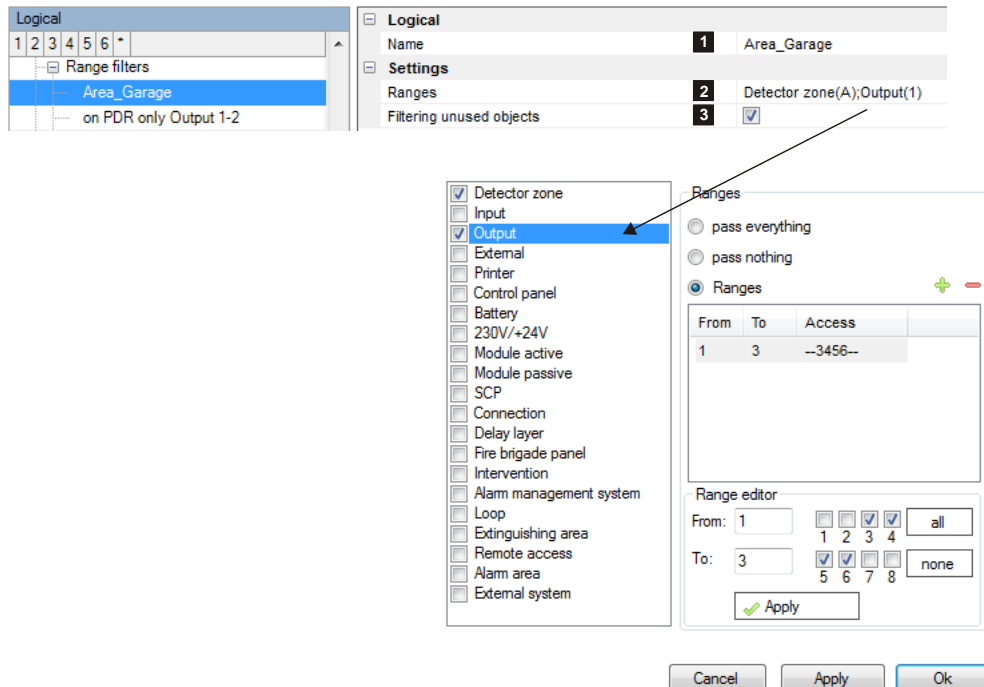 Logical
1 2 3 4 5 6 *
Range filters
Area_Garage
on PDR only Output 1-2
Logical
Name 1 Area_Garage
Settings
Ranges 2 Detector zone(A);Output(1)
Filtering unused objects 3
Detector zone
Input
Output
External
Printer
Control panel
Battery
230V/+24V
Module active
Module passive
SCP
Connection
Delay layer
Fire brigade panel
Intervention
Alarm management system
Loop
Extinguishing area
Remote access
Alarm area
External system
Ranges
pass everything
pass nothing
Ranges
From To Access
1 3 --3456--
Range editor
From: 1
1 2 3 4
all
To: 3
5 6 7 8
none
Apply
Cancel Apply Ok